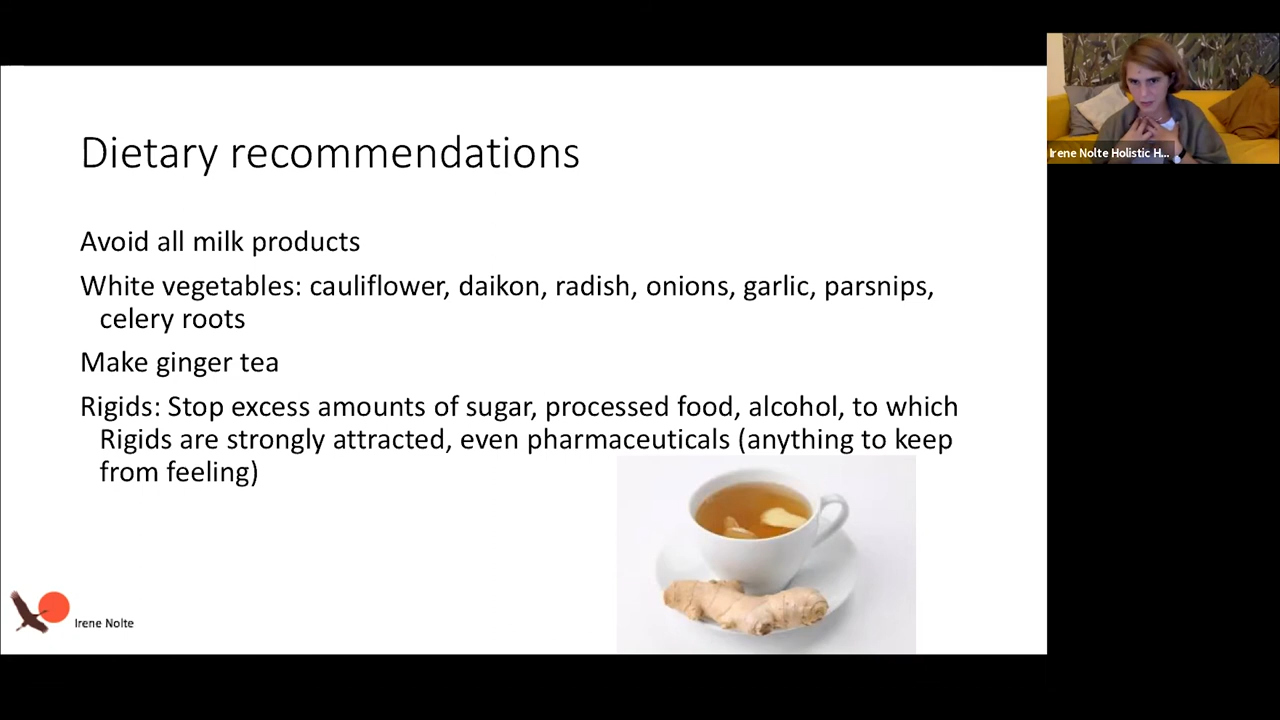 Dietary recommendations
Avoid all milk products
White vegetables: cauliflower, daikon, radish, onions, garlic, parsnips,
celery roots
Make ginger tea
Rigids: Stop excess amounts of sugar, processed food, alcohol, to which
Rigids are strongly attracted, even pharmaceuticals (anything to keep
from feeling)
Irene Nolte
Irene Nolte Holistic H...